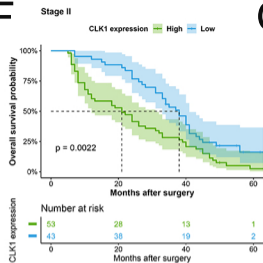 Stage II
CLK1 expression High Low
Overall survival probability
100%
75%
50%
25%
0%
p = 0.0022
0 20 40 60
Months after surgery
Number at risk
CLK1 expression
53 28 13 1
43 38 19 2
0 20 40 60
Months after surgery